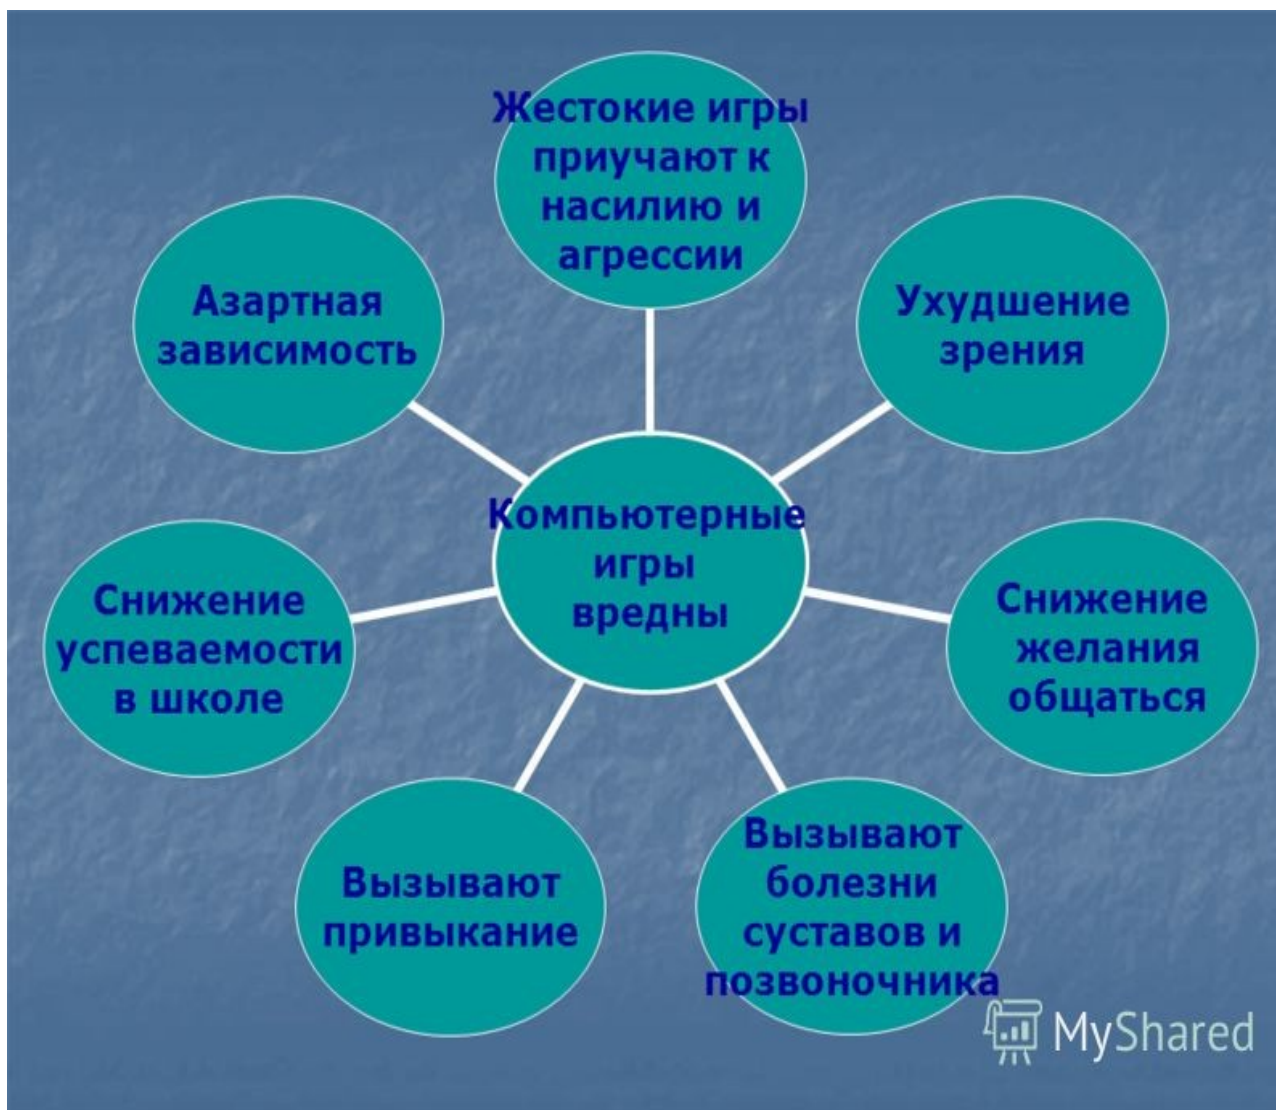 Жестокие игры
приучают к
насилию и
агрессии
Азартная
зависимость
Ухудшение
зрения
Компьютерные
игры
вредны
Снижение
успеваемости
в школе
Снижение
желания
общаться
Вызывают
привыкание
Вызывают
болезни
суставов и
позвоночника
MyShared